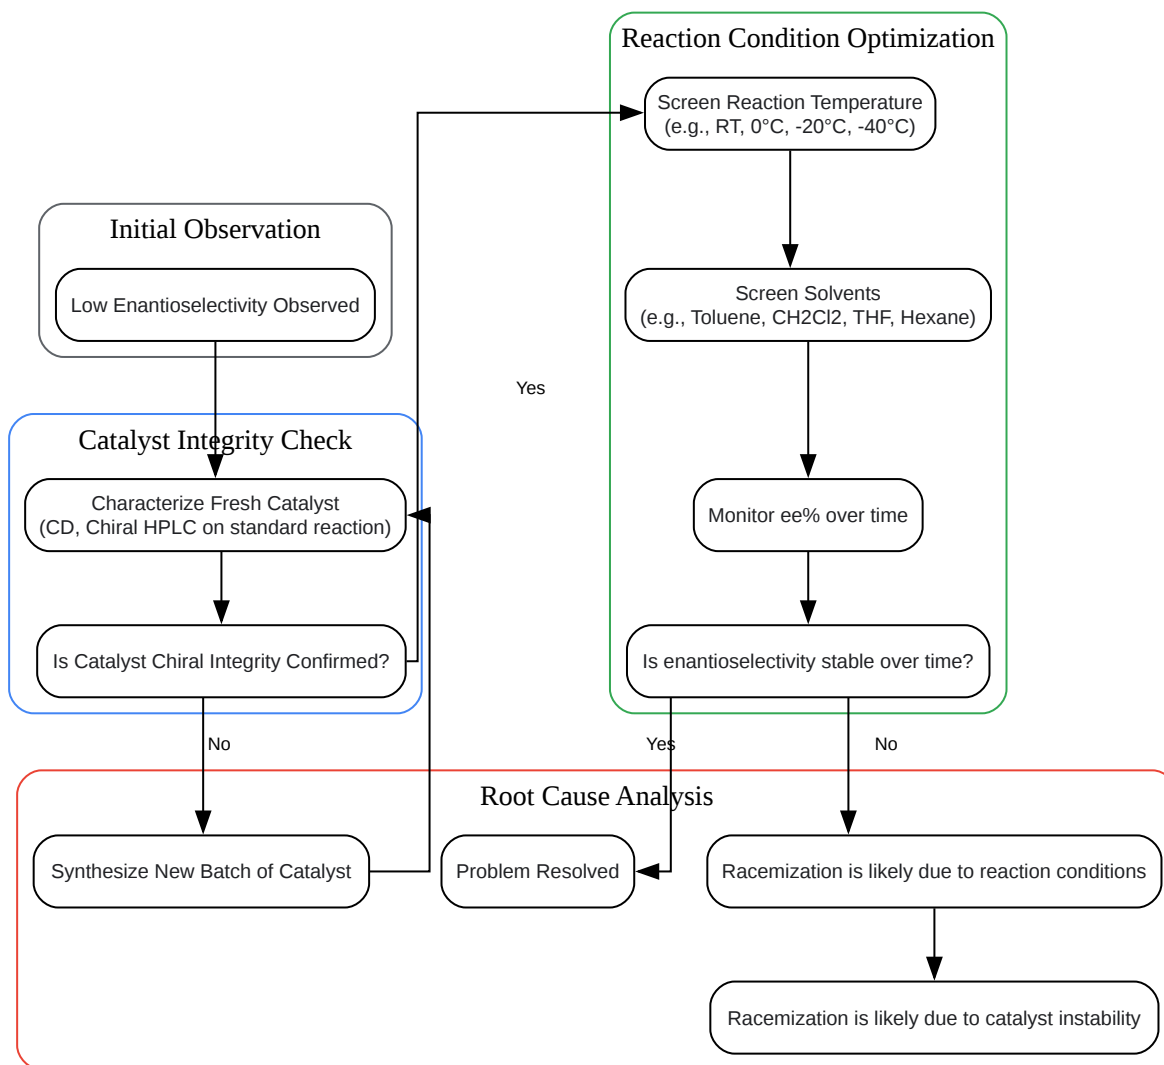 Reaction Condition Optimization
Screen Reaction Temperature
(e.g., RT, 0°C, -20°C, -40°C)
Initial Observation
Low Enantioselectivity Observed
Screen Solvents
(e.g., Toluene, CH2Cl2, THF, Hexane)
Yes
Catalyst Integrity Check
Characterize Fresh Catalyst
(CD, Chiral HPLC on standard reaction)
Monitor ee% over time
Is Catalyst Chiral Integrity Confirmed?
Is enantioselectivity stable over time?
No
Yes
No
Root Cause Analysis
Synthesize New Batch of Catalyst
Problem Resolved
Racemization is likely due to reaction conditions
Racemization is likely due to catalyst instability